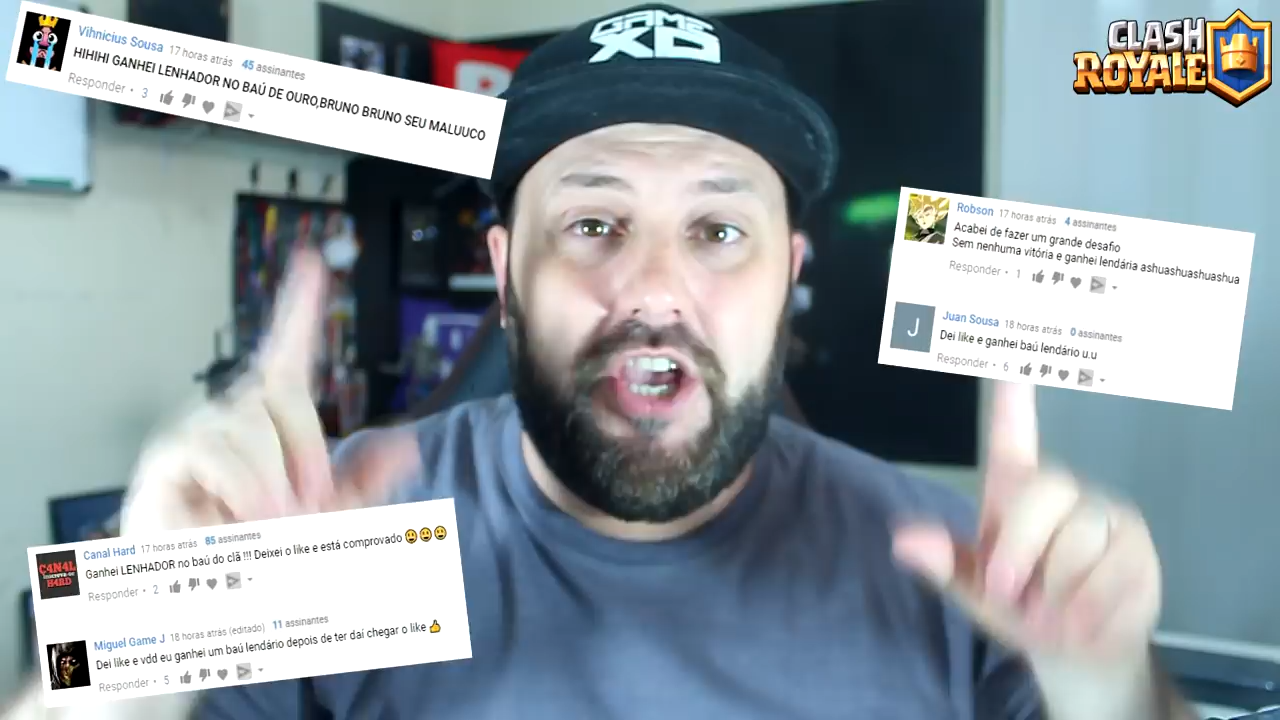 GAME
XD
CLASH
ROYALE
Vihnicius Sousa 17 horas atrás 45 assinantes
HIHIHI GANHEI LENHADOR NO BAÚ DE OURO,BRUNO BRUNO SEU MALUUCO
Responder • 3
Robson 17 horas atrás 4 assinantes
Acabei de fazer um grande desafio
Sem nenhuma vitória e ganhei lendária ashuashuashuashua
Responder • 1
J
Juan Sousa 18 horas atrás 0 assinantes
Dei like e ganhei baú lendário u.u
Responder • 6
C4N4L
H4RD
Canal Hard 17 horas atrás 85 assinantes
Ganhei LENHADOR no baú do clã !!! Deixei o like e está comprovado 😃😃😃
Responder • 2
Miguel Game J 18 horas atrás (editado) 11 assinantes
Dei like e vdd eu ganhei um baú lendário depois de ter daí chegar o like 👍
Responder • 5